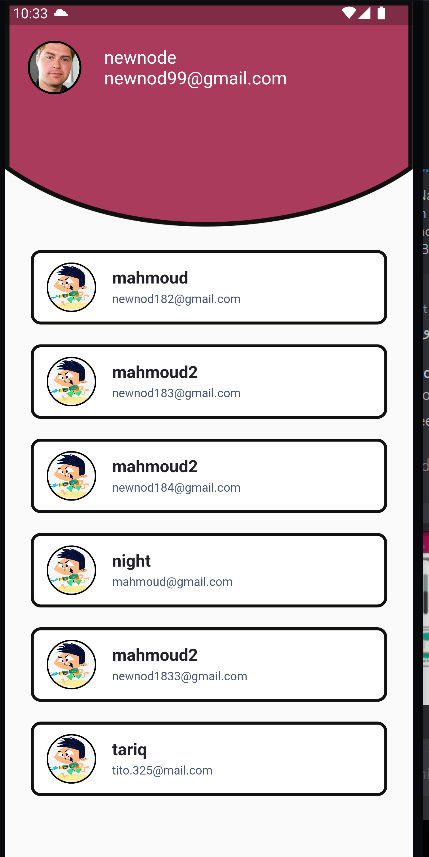 10:33
newnode
newnod99@gmail.com
mahmoud
newnod182@gmail.com
mahmoud2
newnod183@gmail.com
mahmoud2
newnod184@gmail.com
night
mahmoud@gmail.com
mahmoud2
newnod1833@gmail.com
tariq
tito.325@mail.com